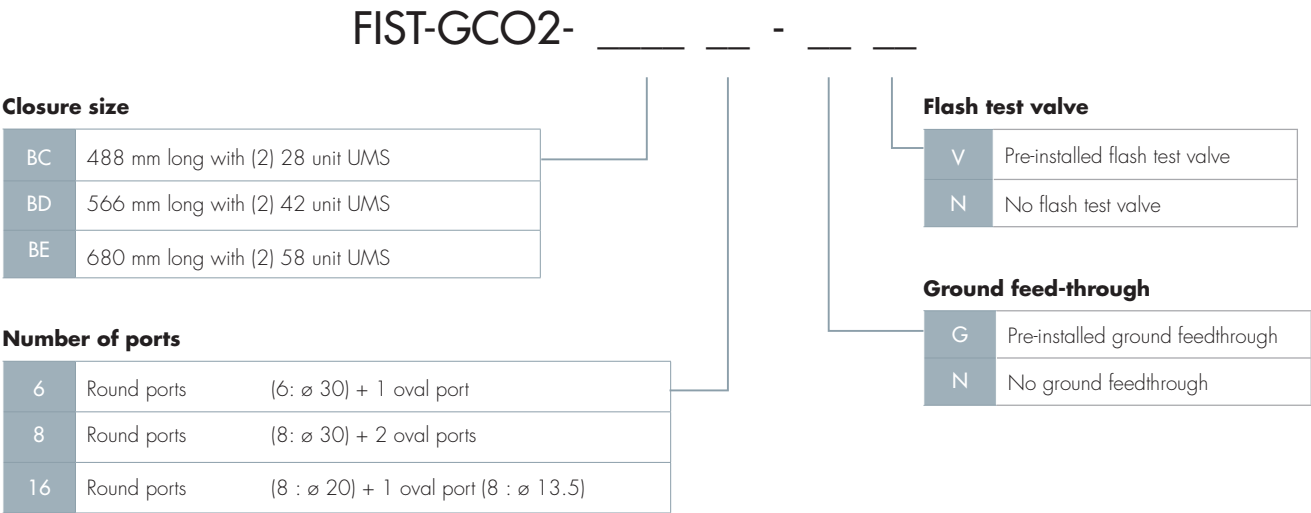 FIST-GCO2- ____ __ - __ __
Closure size
BC 488 mm long with (2) 28 unit UMS
BD 566 mm long with (2) 42 unit UMS
BE 680 mm long with (2) 58 unit UMS
Number of ports
6 Round ports (6: ø 30) + 1 oval port
8 Round ports (8: ø 30) + 2 oval ports
16 Round ports (8 : ø 20) + 1 oval port (8 : ø 13.5)
Flash test valve
V Pre-installed flash test valve
N No flash test valve
Ground feed-through
G Pre-installed ground feedthrough
N No ground feedthrough